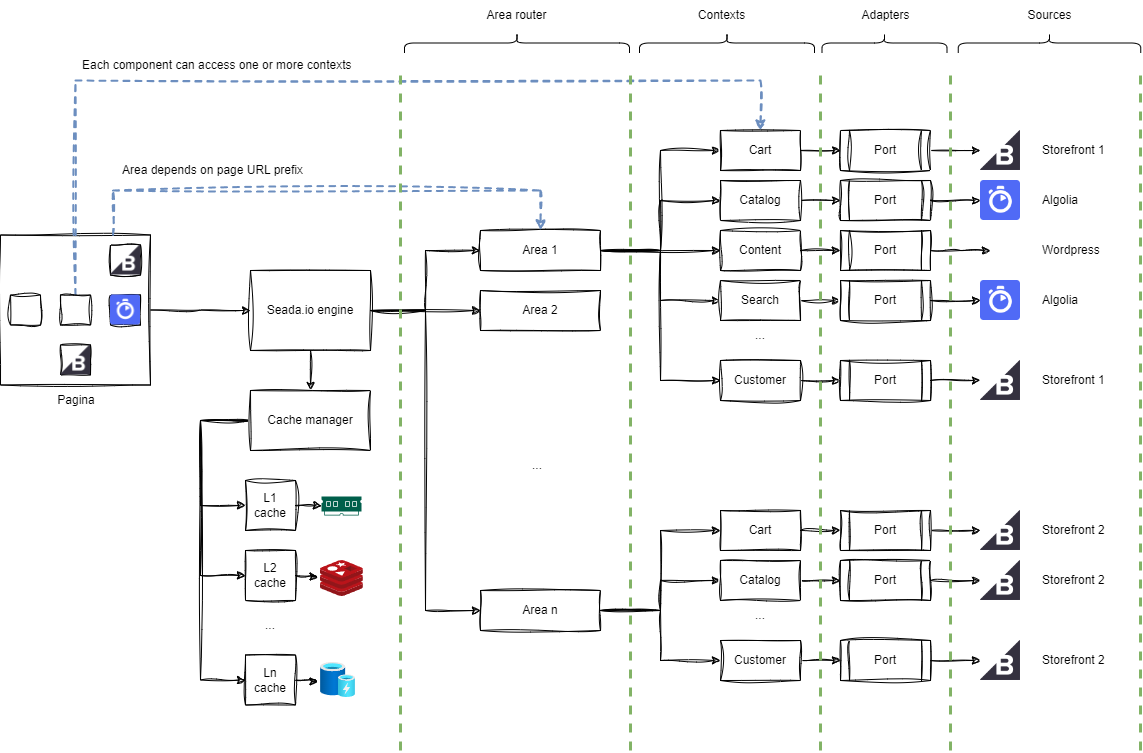 Area router
Contexts
Adapters
Sources
Each component can access one or more contexts
Area depends on page URL prefix
B
B
Pagina
Seada.io engine
Cache manager
L1
cache
L2
cache
...
Ln
cache
Area 1
Area 2
...
Area n
Cart
Port
B
Storefront 1
Catalog
Port
Algolia
Content
Port
Wordpress
Search
Port
Algolia
...
Customer
Port
B
Storefront 1
Cart
Port
B
Storefront 2
Catalog
Port
B
Storefront 2
...
Customer
Port
B
Storefront 2